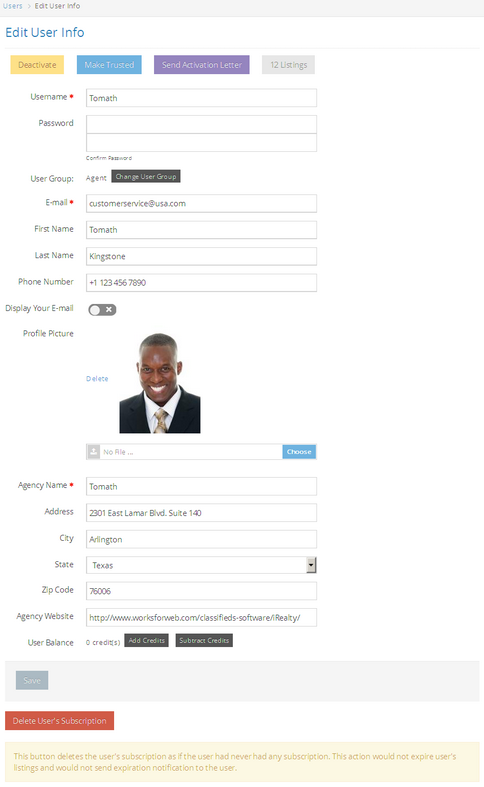 Users > Edit User Info
Edit User Info
Deactivate Make Trusted Send Activation Letter 12 Listings
Username • Tomath
Password
Confirm Password
User Group: Agent Change User Group
E-mail • customerservice@usa.com
First Name Tomath
Last Name Kingstone
Phone Number +1 123 456 7890
Display Your E-mail
Profile Picture
Delete
No File ... Choose
Agency Name • Tomath
Address 2301 East Lamar Blvd. Suite 140
City Arlington
State Texas
Zip Code 76006
Agency Website http://www.worksforweb.com/classifieds-software/iRealty/
User Balance 0 credit(s) Add Credits Subtract Credits
Save
Delete User's Subscription
This button deletes the user's subscription as if the user had never had any subscription. This action would not expire user's
listings and would not send expiration notification to the user.